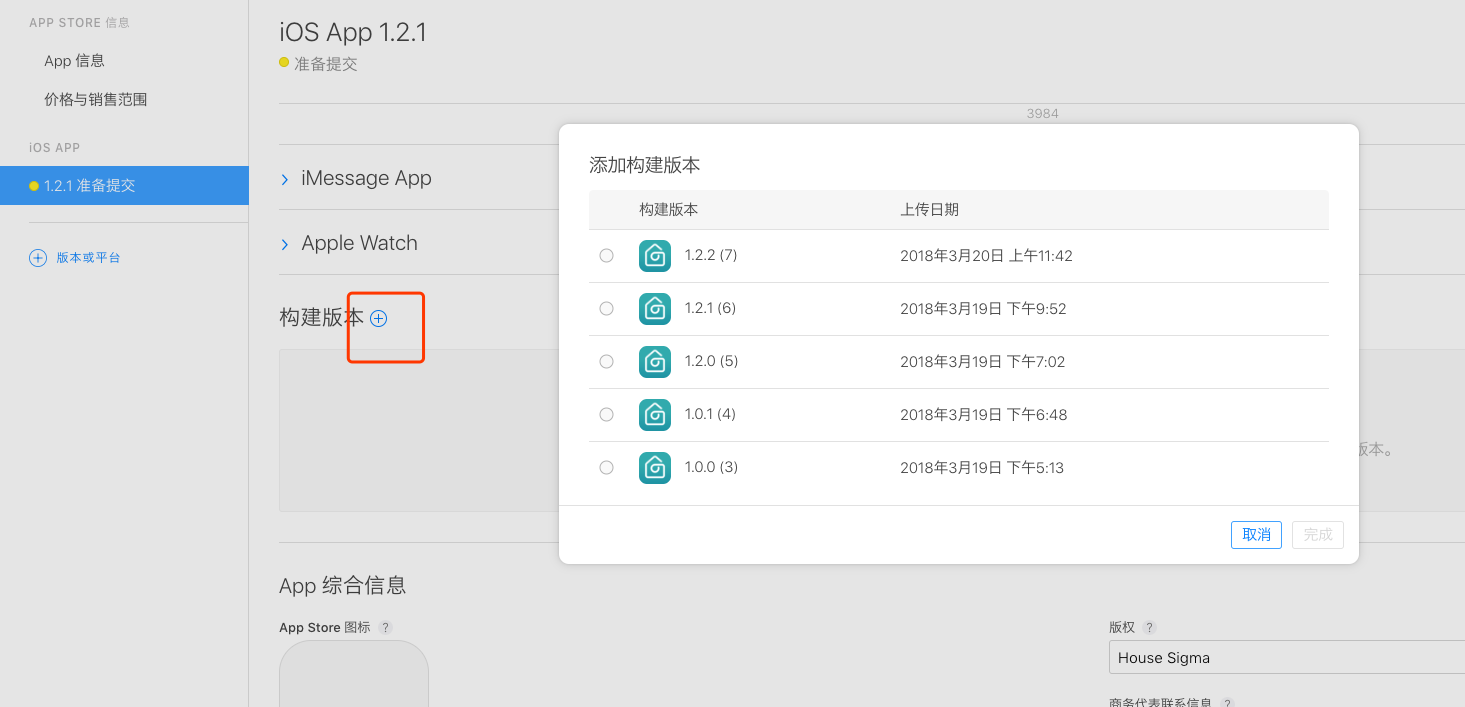 APP STORE 信息
App 信息
价格与销售范围
iOS APP
1.2.1 准备提交
版本或平台
iOS App 1.2.1
准备提交
3984
iMessage App
Apple Watch
构建版本
版本。
添加构建版本
构建版本 上传日期
1.2.2 (7) 2018年3月20日 上午11:42
1.2.1 (6) 2018年3月19日 下午9:52
1.2.0 (5) 2018年3月19日 下午7:02
1.0.1 (4) 2018年3月19日 下午6:48
1.0.0 (3) 2018年3月19日 下午5:13
取消 完成
App 综合信息
App Store 图标 ?
版权 ?
House Sigma
商务代表联系信息 ?